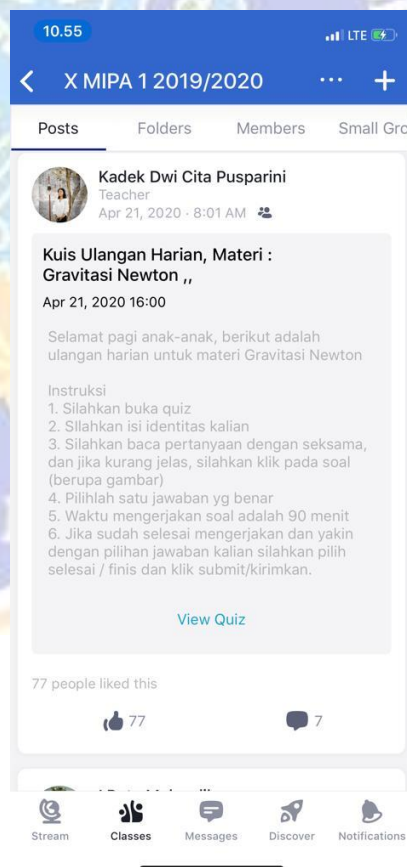 10.55
LTE
X MIPA 1 2019/2020
Posts Folders Members Small Gro
Kadek Dwi Cita Pusparini
Teacher
Apr 21, 2020 · 8:01 AM
Kuis Ulangan Harian, Materi :
Gravitasi Newton ,,
Apr 21, 2020 16:00
Selamat pagi anak-anak, berikut adalah
ulangan harian untuk materi Gravitasi Newton
Instruksi
1. Silahkan buka quiz
2. SIlahkan isi identitas kalian
3. Silahkan baca pertanyaan dengan seksama,
dan jika kurang jelas, silahkan klik pada soal
(berupa gambar)
4. Pilihlah satu jawaban yg benar
5. Waktu mengerjakan soal adalah 90 menit
6. Jika sudah selesai mengerjakan dan yakin
dengan pilihan jawaban kalian silahkan pilih
selesai / finis dan klik submit/kirimkan.
View Quiz
77 people liked this
77 7
Stream Classes Messages Discover Notifications